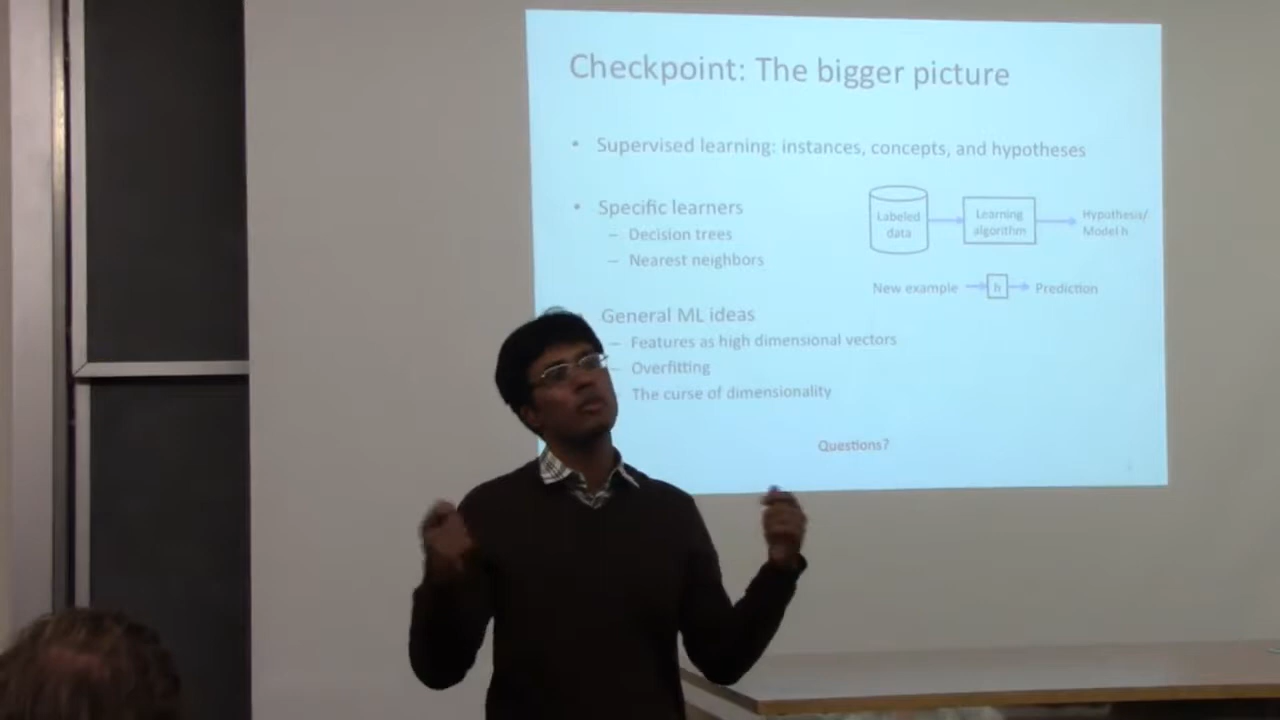 Checkpoint: The bigger picture
• Supervised learning: instances, concepts, and hypotheses
• Specific learners
– Decision trees
– Nearest neighbors
Labeled data
Learning algorithm
Hypothesis/ Model h
New example
h
Prediction
General ML ideas
– Features as high dimensional vectors
– Overfitting
The curse of dimensionality
Questions?